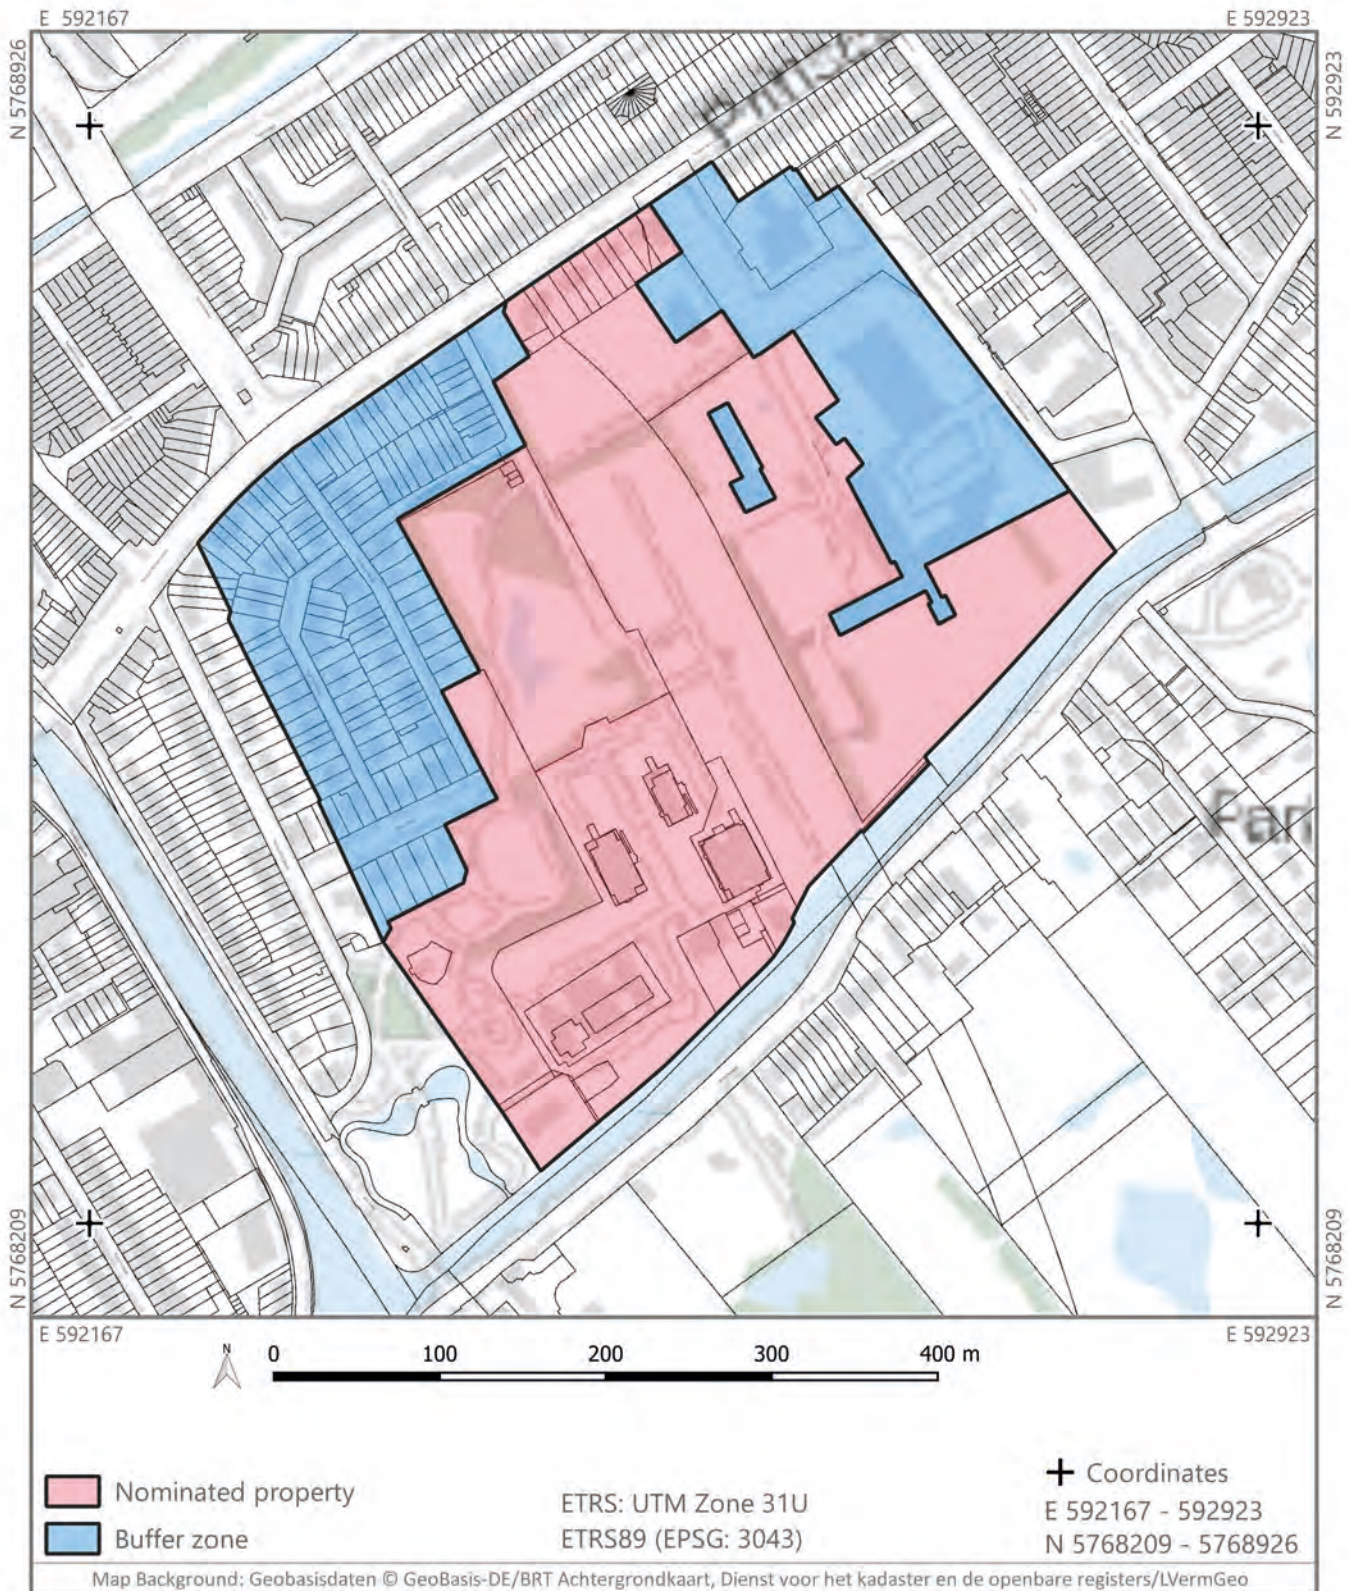 E 592167
E 592923
N 5768926
N 592923
Prinse
Par
N 5768209
N 5768209
E 592167
E 592923
N
0 100 200 300 400 m
Nominated property
Buffer zone
ETRS: UTM Zone 31U
ETRS89 (EPSG: 3043)
Coordinates
E 592167 - 592923
N 5768209 - 5768926
Map Background: Geobasisdaten © GeoBasis-DE/BRT Achtergrondkaart, Dienst voor het kadaster en de openbare registers/LVermGeo